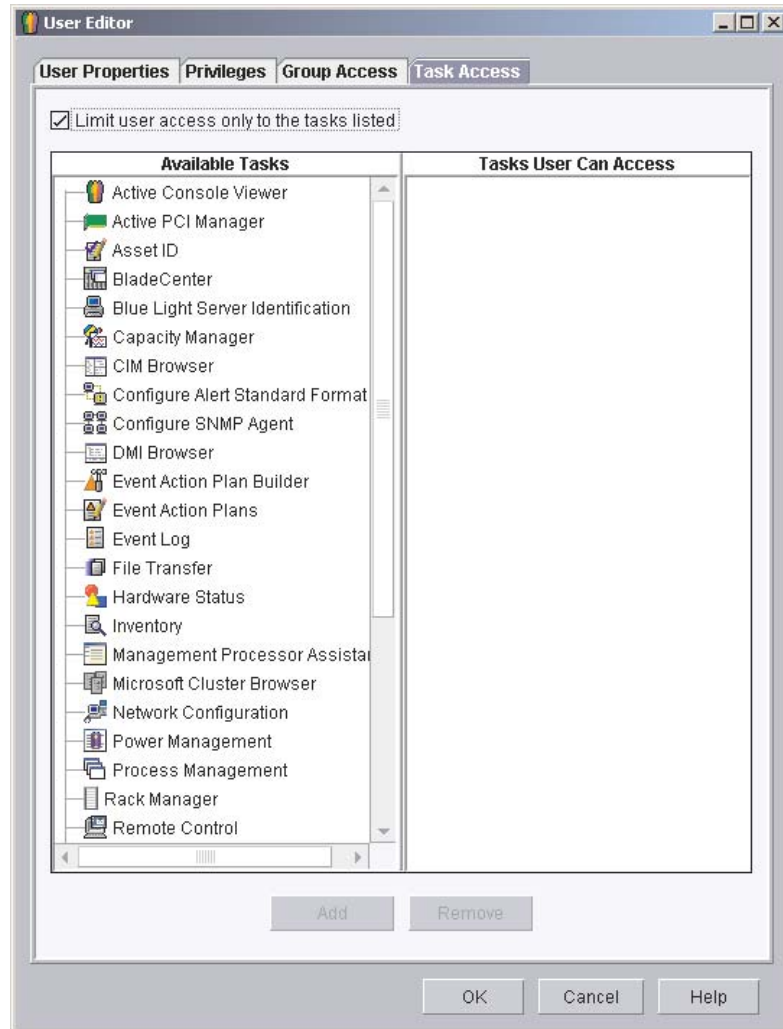 User Editor
User Properties Privileges Group Access Task Access
Limit user access only to the tasks listed
Available Tasks Tasks User Can Access
Active Console Viewer
Active PCI Manager
Asset ID
BladeCenter
Blue Light Server Identification
Capacity Manager
CIM Browser
Configure Alert Standard Format
Configure SNMP Agent
DMI Browser
Event Action Plan Builder
Event Action Plans
Event Log
File Transfer
Hardware Status
Inventory
Management Processor Assista
Microsoft Cluster Browser
Network Configuration
Power Management
Process Management
Rack Manager
Remote Control
Add Remove
OK Cancel Help